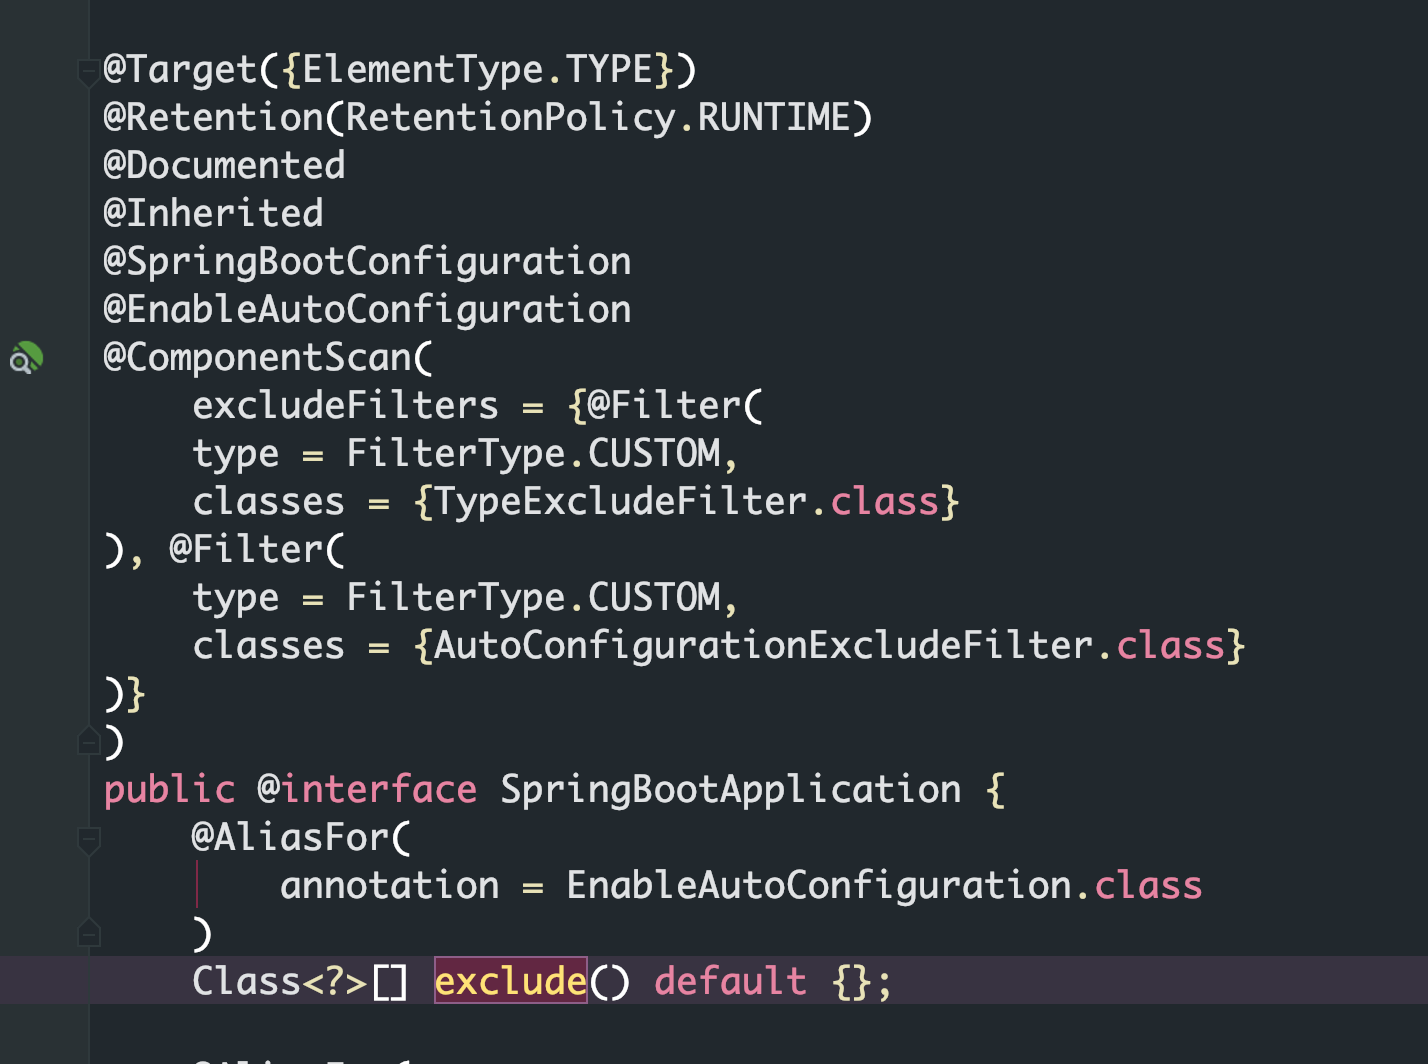 @Target({ElementType.TYPE})
@Retention(RetentionPolicy.RUNTIME)
@Documented
@Inherited
@SpringBootConfiguration
@EnableAutoConfiguration
@ComponentScan(
    excludeFilters = {@Filter(
    type = FilterType.CUSTOM,
    classes = {TypeExcludeFilter.class}
), @Filter(
    type = FilterType.CUSTOM,
    classes = {AutoConfigurationExcludeFilter.class}
)}
)
public @interface SpringBootApplication {
    @AliasFor(
        annotation = EnableAutoConfiguration.class
    )
    Class<?>[] exclude() default {};